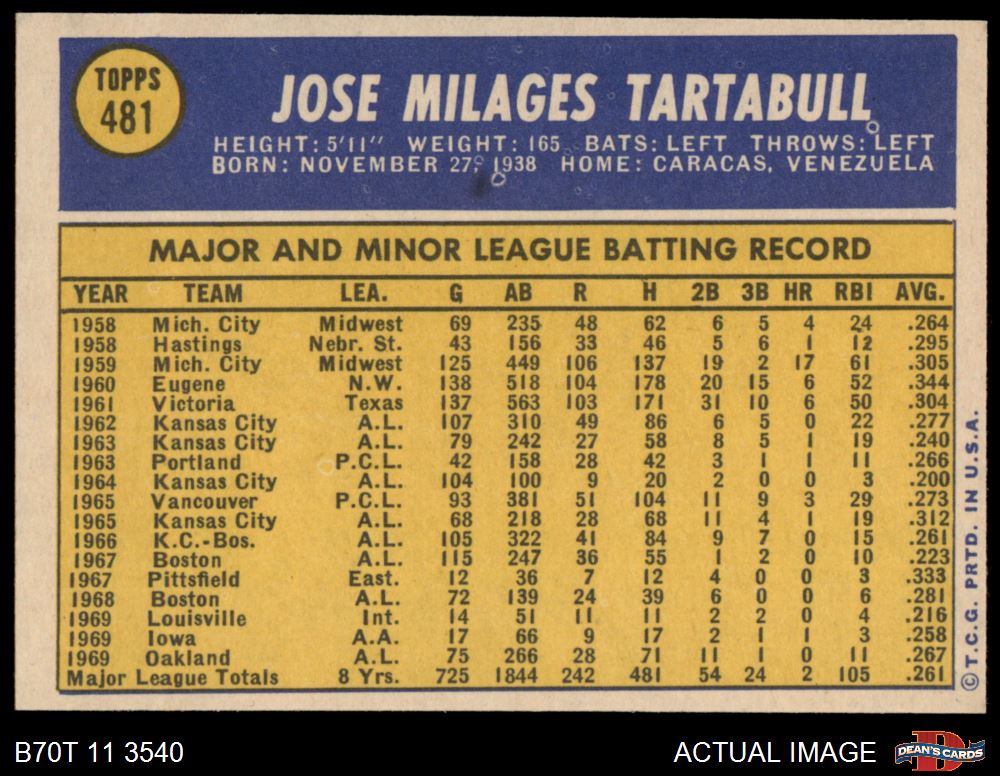 TOPPS
481
JOSE MILAGES TARTABULL
HEIGHT: 5'11" WEIGHT: 165 BATS: LEFT THROWS: LEFT
BORN: NOVEMBER 27, 1938 HOME: CARACAS, VENEZUELA
MAJOR AND MINOR LEAGUE BATTING RECORD
YEAR TEAM LEA. G AB R H 2B 3B HR RBI AVG.
1958 Mich. City Midwest 69 235 48 62 6 5 4 24 .264
1958 Hastings Nebr. St. 43 156 33 46 5 6 1 12 .295
1959 Mich. City Midwest 125 449 106 137 19 2 17 61 .305
1960 Eugene N.W. 138 518 104 178 20 15 6 52 .344
1961 Victoria Texas 137 563 103 171 31 10 6 50 .304
1962 Kansas City A.L. 107 310 49 86 6 5 0 22 .277
1963 Kansas City A.L. 79 242 27 58 8 5 1 19 .240
1963 Portland P.C.L. 42 158 28 42 3 1 1 11 .266
1964 Kansas City A.L. 104 100 9 20 2 0 0 3 .200
1965 Vancouver P.C.L. 93 381 51 104 11 9 3 29 .273
1965 Kansas City A.L. 68 218 28 68 11 4 1 19 .312
1966 K.C.-Bos. A.L. 105 322 41 84 9 7 0 15 .261
1967 Boston A.L. 115 247 36 55 1 2 0 10 .223
1967 Pittsfield East. 12 36 7 12 4 0 0 3 .333
1968 Boston A.L. 72 139 24 39 6 0 0 6 .281
1969 Louisville Int. 14 51 11 11 2 2 0 4 .216
1969 Iowa A.A. 17 66 9 17 2 1 1 3 .258
1969 Oakland A.L. 75 266 28 71 11 1 0 11 .267
Major League Totals 8 Yrs. 725 1844 242 481 54 24 2 105 .261
©T.C.G. PRTD. IN U.S.A.
B70T 11 3540 ACTUAL IMAGE
DEAN'S CARDS